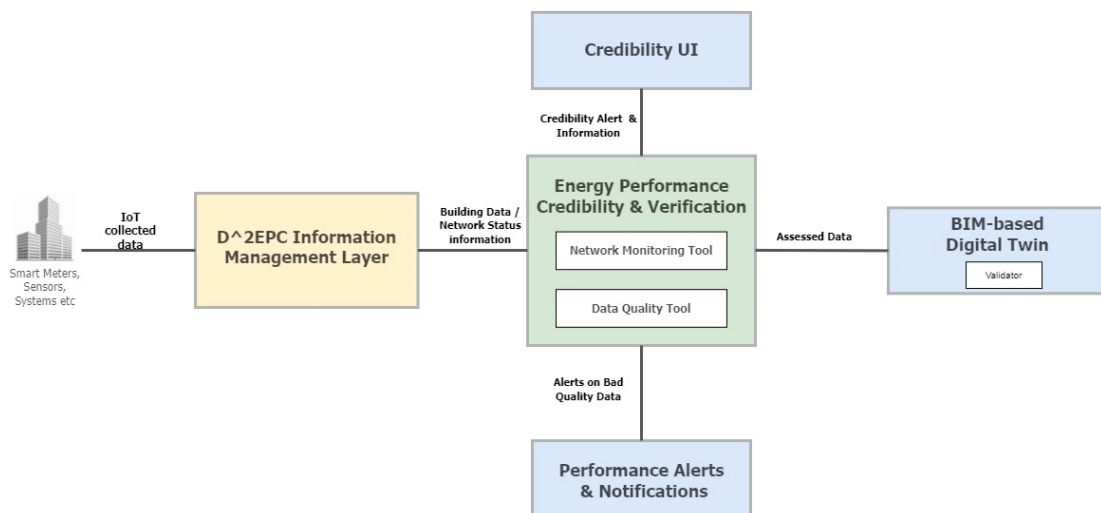 Credibility UI
Credibility Alert &
Information
Energy Performance
Credibility & Verification
Network Monitoring Tool
Data Quality Tool
IoT
collected
data
Smart Meters,
Sensors,
Systems etc
D^2EPC Information
Management Layer
Building Data /
Network Status
information
Assessed Data
BIM-based
Digital Twin
Validator
Alerts on Bad
Quality Data
Performance Alerts
& Notifications